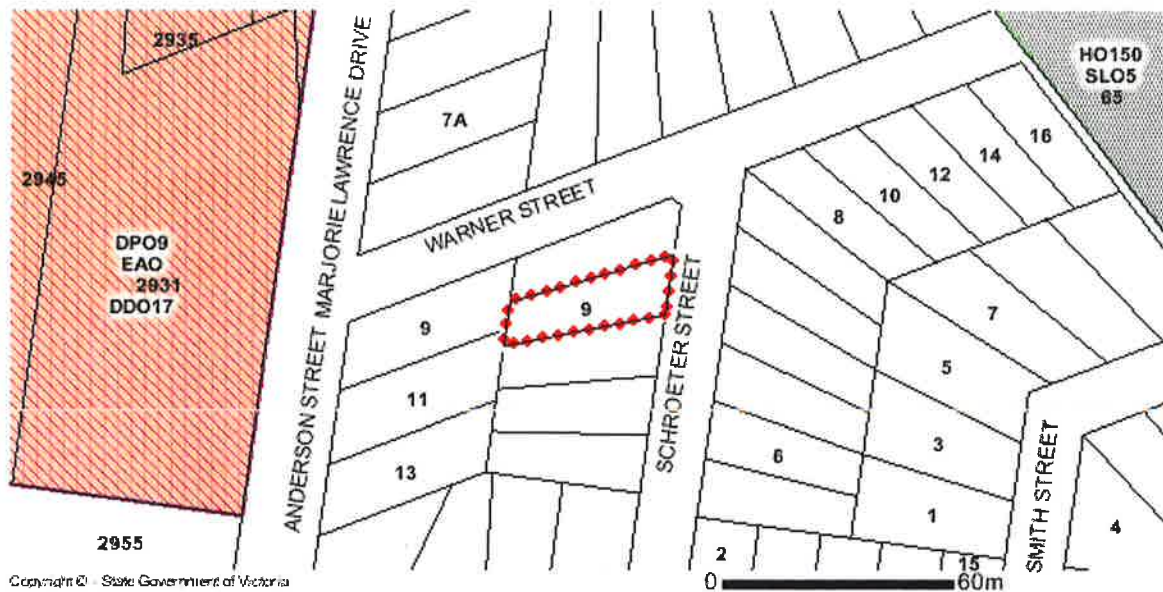 2935
HO150
SLO5
65
7A
ANDERSON STREET MARJORIE LAWRENCE DRIVE
2945
16
14
12
10
8
WARNER STREET
DPO9
EAO
2931
DDO17
9
9
SCHROETER STREET
7
5
11
3
13
6
1
SMITH STREET
4
2955
2
15
Copyright © - State Government of Victoria
0 60m